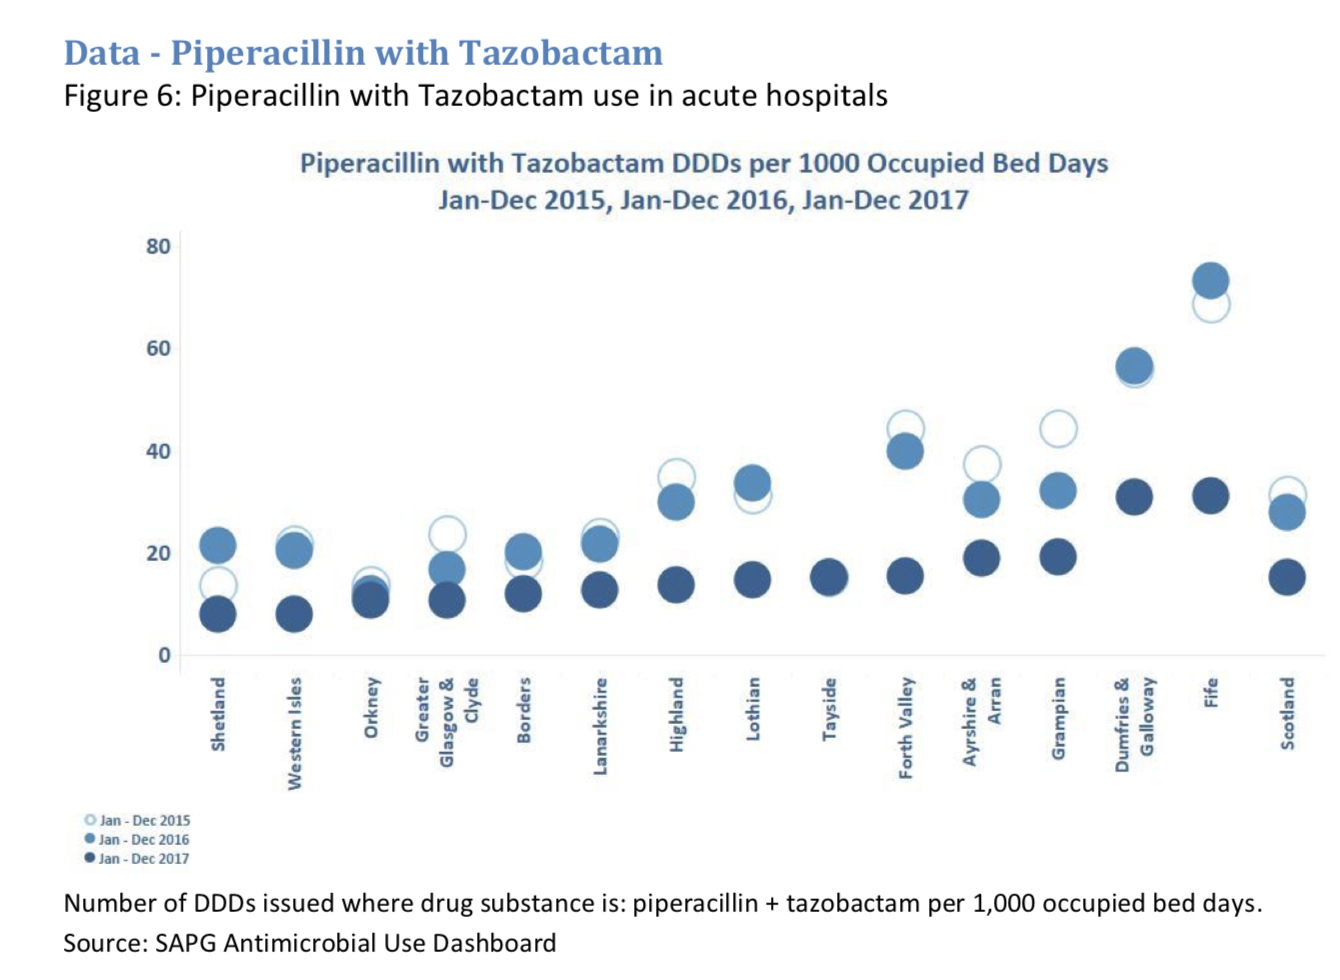 Data - Piperacillin with Tazobactam
Figure 6: Piperacillin with Tazobactam use in acute hospitals
Piperacillin with Tazobactam DDDs per 1000 Occupied Bed Days
Jan-Dec 2015, Jan-Dec 2016, Jan-Dec 2017
80
60
40
20
0
Shetland
Western Isles
Orkney
Greater
Glasgow &
Clyde
Borders
Lanarkshire
Highland
Lothian
Tayside
Forth Valley
Ayrshire &
Arran
Grampian
Dumfries &
Galloway
Fife
Scotland
Jan - Dec 2015
Jan - Dec 2016
Jan - Dec 2017
Number of DDDs issued where drug substance is: piperacillin + tazobactam per 1,000 occupied bed days.
Source: SAPG Antimicrobial Use Dashboard